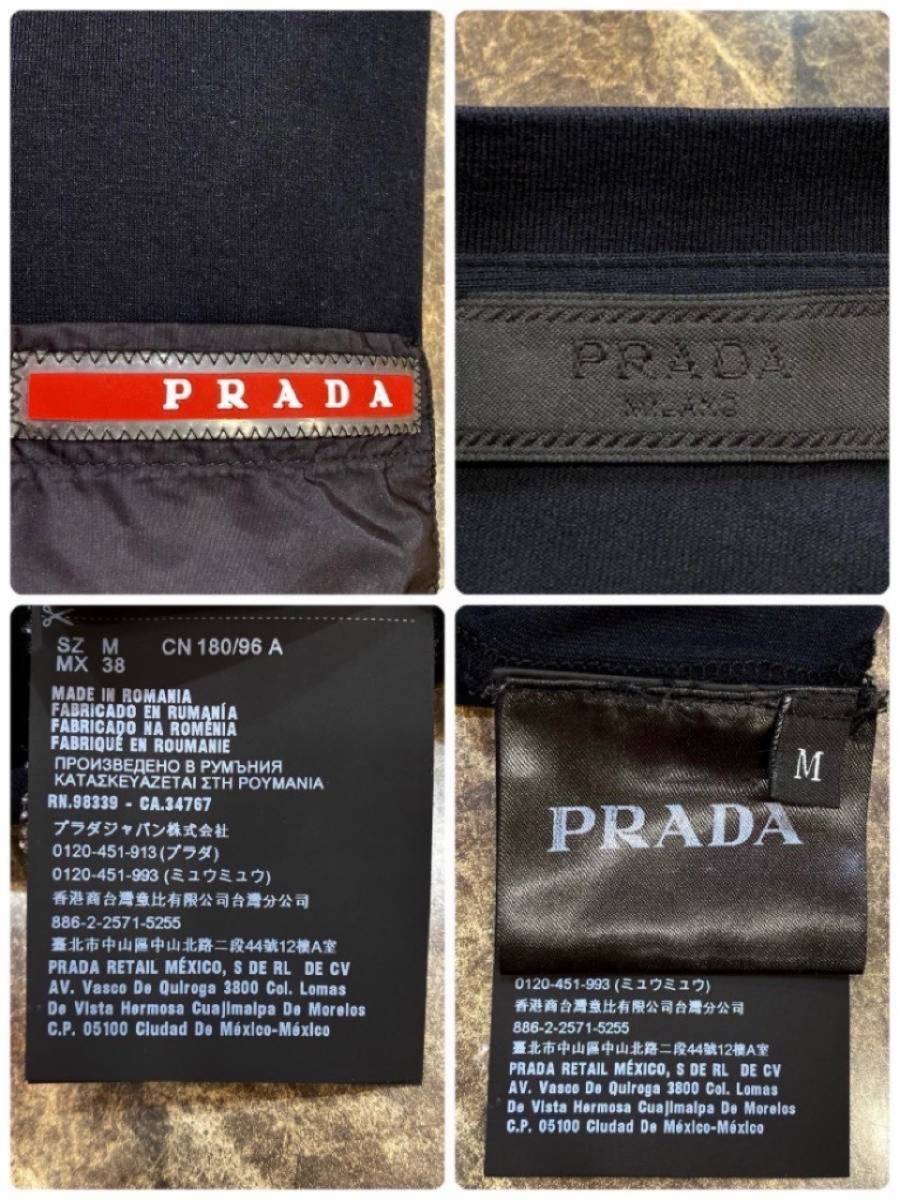 PRADA
PRADA
MILANO
SZ M CN 180/96 A
MX 38
MADE IN ROMANIA
FABRICADO EN RUMANÍA
FABRICADO NA ROMÉNIA
FABRIQUÉ EN ROUMANIE
ПРОИЗВЕДЕНО В РУМЪНИЯ
ΚΑΤΑΣΚΕΥΑΖΕΤΑΙ ΣΤΗ ΡΟΥΜΑΝΙΑ
RN.98339 - CA.34767
プラダジャパン株式会社
0120-451-913(プラダ)
0120-451-993 (ミュウミュウ)
香港商台灣意比有限公司台灣分公司
886-2-2571-5255
臺北市中山區中山北路二段44號12樓A室
PRADA RETAIL MÉXICO, S DE RL DE CV
AV. Vasco De Quiroga 3800 Col. Lomas
De Vista Hermosa Cuajimalpa De Morelos
C.P. 05100 Ciudad De México-México
M
PRADA
0120-451-993 (ミュウミュウ)
香港商台灣意比有限公司台灣分公司
886-2-2571-5255
臺北市中山區中山北路二段44號12樓A室
PRADA RETAIL MÉXICO, S DE RL DE CV
AV. Vasco De Quiroga 3800 Col. Lomas
De Vista Hermosa Cuajimalpa De Morelos
C.P. 05100 Ciudad De México-México